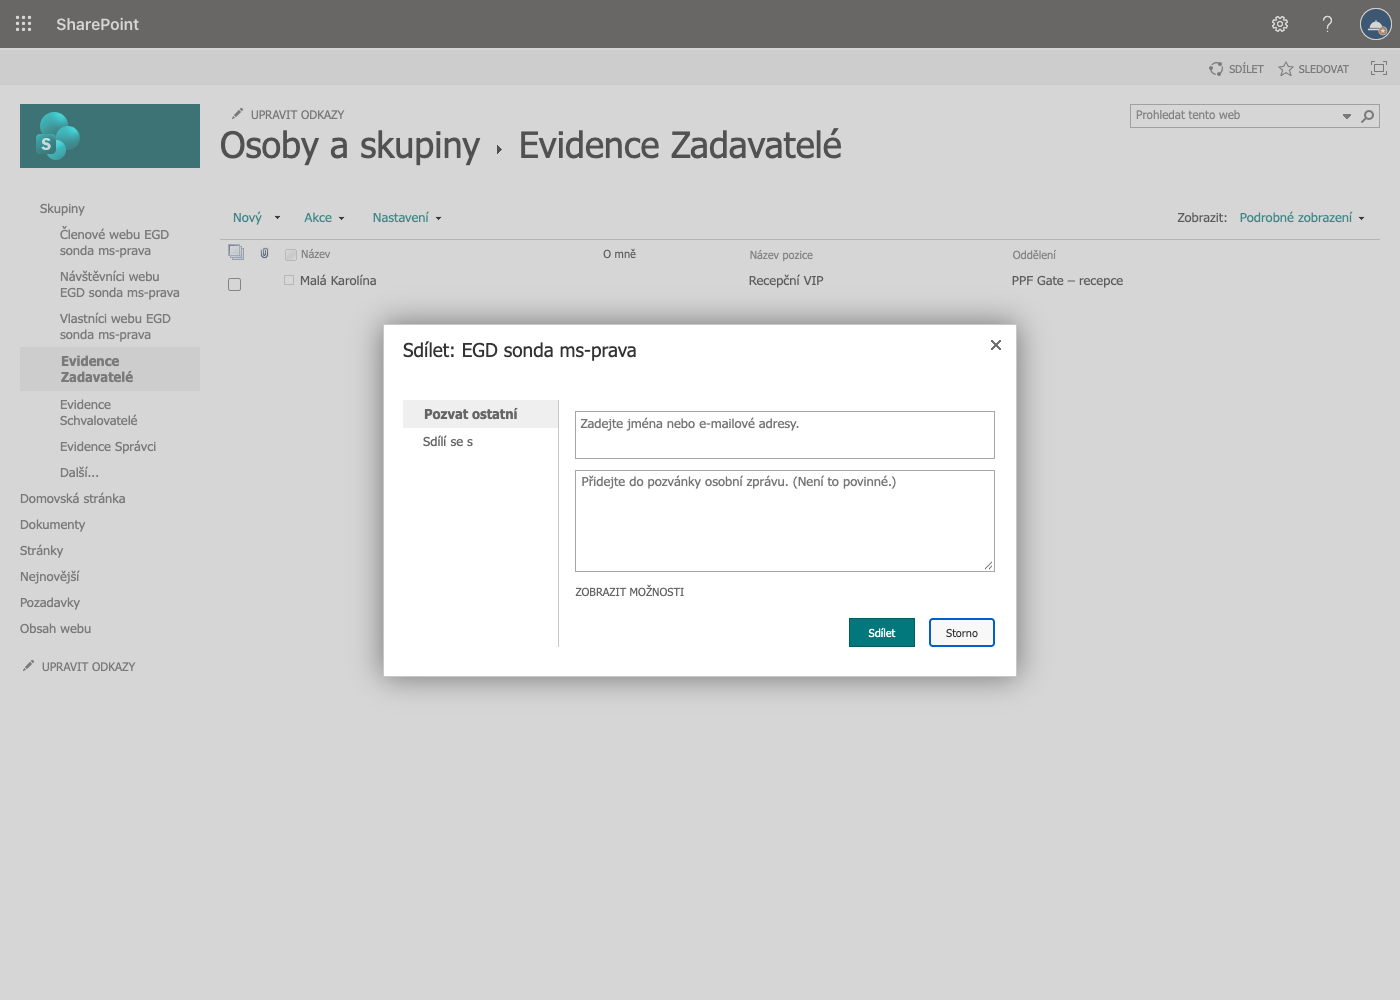 SharePoint
SDÍLET
SLEDOVAT
UPRAVIT ODKAZY
Prohledat tento web
S
Osoby a skupiny ▸ Evidence Zadavatelé
Skupiny
Členové webu EGD
sonda ms-prava
Návštěvníci webu
EGD sonda ms-prava
Vlastníci webu EGD
sonda ms-prava
Evidence
Zadavatelé
Evidence
Schvalovatelé
Evidence Správci
Další...
Domovská stránka
Dokumenty
Stránky
Nejnovější
Pozadavky
Obsah webu
UPRAVIT ODKAZY
Nový
Akce
Nastavení
Zobrazit: Podrobné zobrazení
Název
O mně
Název pozice
Oddělení
Malá Karolína
Recepční VIP
PPF Gate – recepce
Sdílet: EGD sonda ms-prava
Pozvat ostatní
Sdílí se s
Zadejte jména nebo e-mailové adresy.
Přidejte do pozvánky osobní zprávu. (Není to povinné.)
ZOBRAZIT MOŽNOSTI
Sdílet
Storno